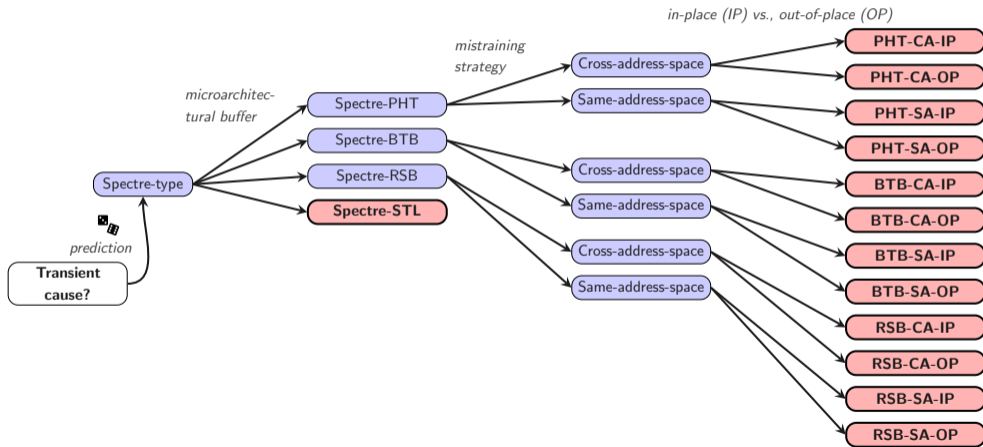 in-place (IP) vs., out-of-place (OP)
mistraining
strategy
microarchitec-
tural buffer
prediction
Transient
cause?
Spectre-type
Spectre-PHT
Spectre-BTB
Spectre-RSB
Spectre-STL
Cross-address-space
Same-address-space
Cross-address-space
Same-address-space
Cross-address-space
Same-address-space
PHT-CA-IP
PHT-CA-OP
PHT-SA-IP
PHT-SA-OP
BTB-CA-IP
BTB-CA-OP
BTB-SA-IP
BTB-SA-OP
RSB-CA-IP
RSB-CA-OP
RSB-SA-IP
RSB-SA-OP